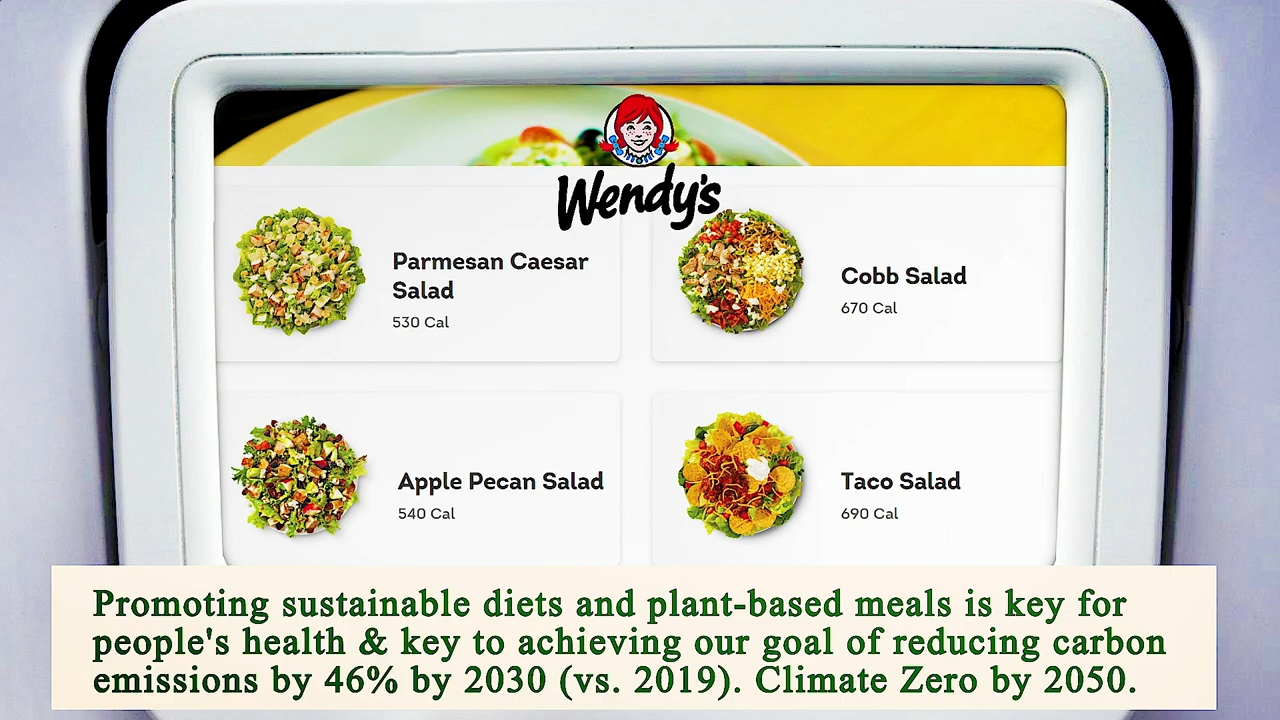 Wendy's
Parmesan Caesar
Salad
530 Cal
Cobb Salad
670 Cal
Apple Pecan Salad
540 Cal
Taco Salad
690 Cal
Promoting sustainable diets and plant-based meals is key for
people's health & key to achieving our goal of reducing carbon
emissions by 46% by 2030 (vs. 2019). Climate Zero by 2050.